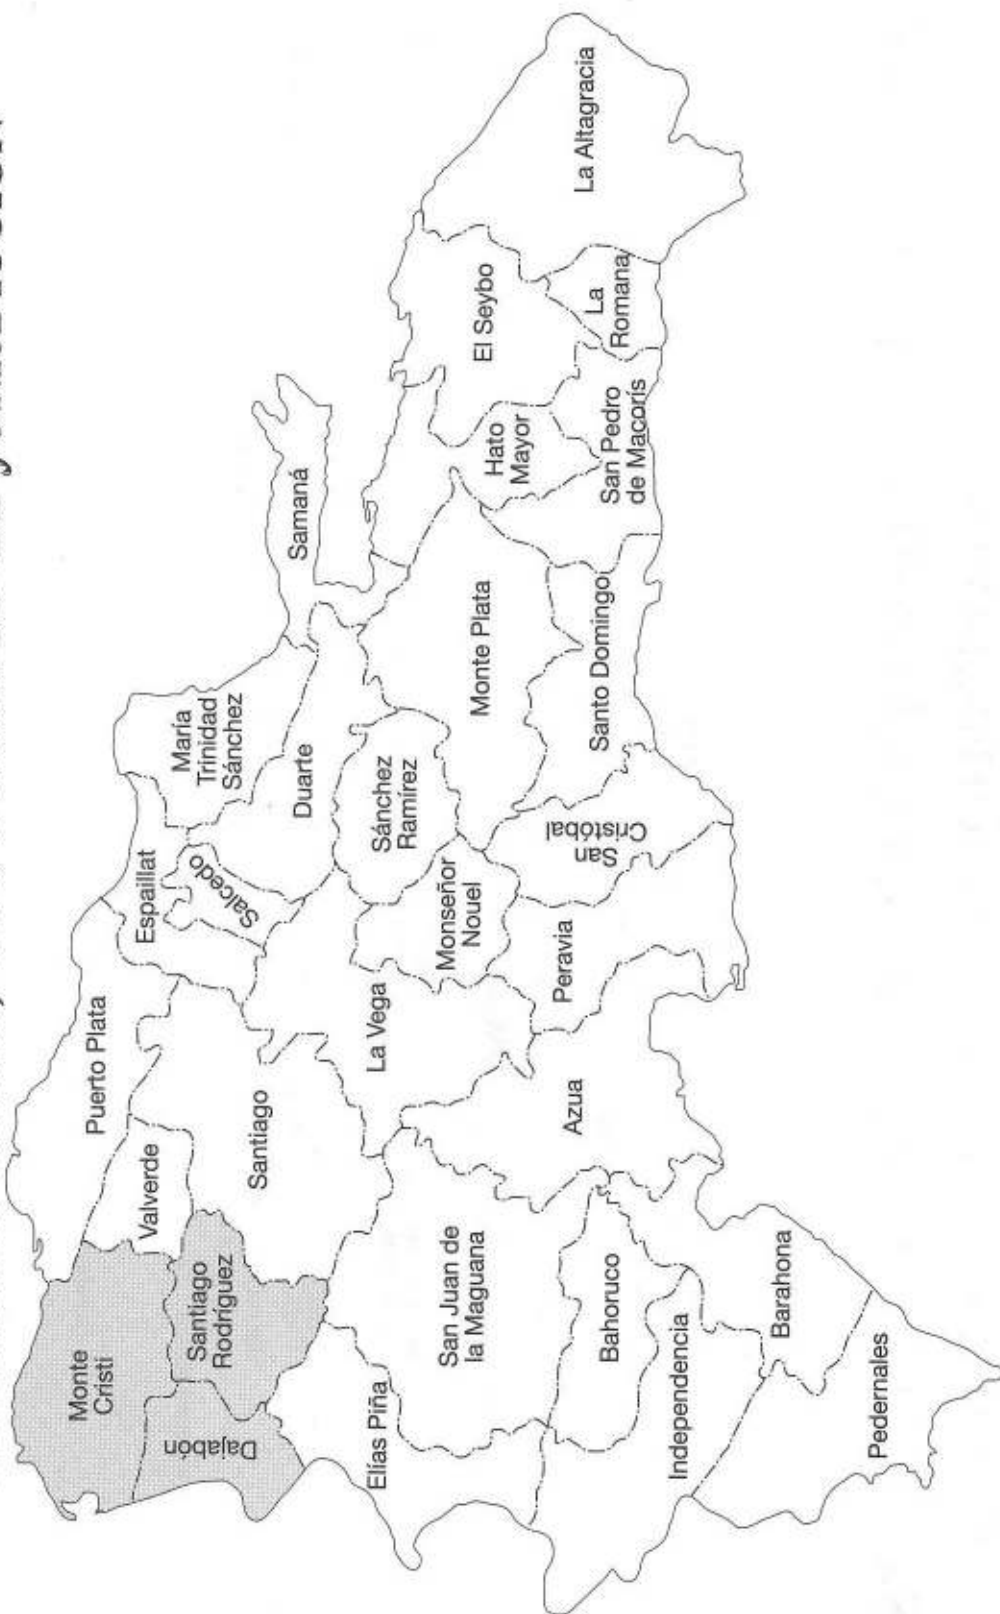 Monte
Cristi
Dajabón
Santiago
Rodríguez
Valverde
Puerto Plata
Santiago
Espaillat
Salcedo
María
Trinidad
Sánchez
Duarte
Samaná
Sánchez
Ramírez
La Vega
Monseñor
Nouel
Monte Plata
Hato
Mayor
El Seybo
La Altagracia
La
Romana
San Pedro
de Macorís
Santo Domingo
San
Cristóbal
Peravia
Azua
San Juan de
la Maguana
Elías Piña
Bahoruco
Independencia
Barahona
Pedernales